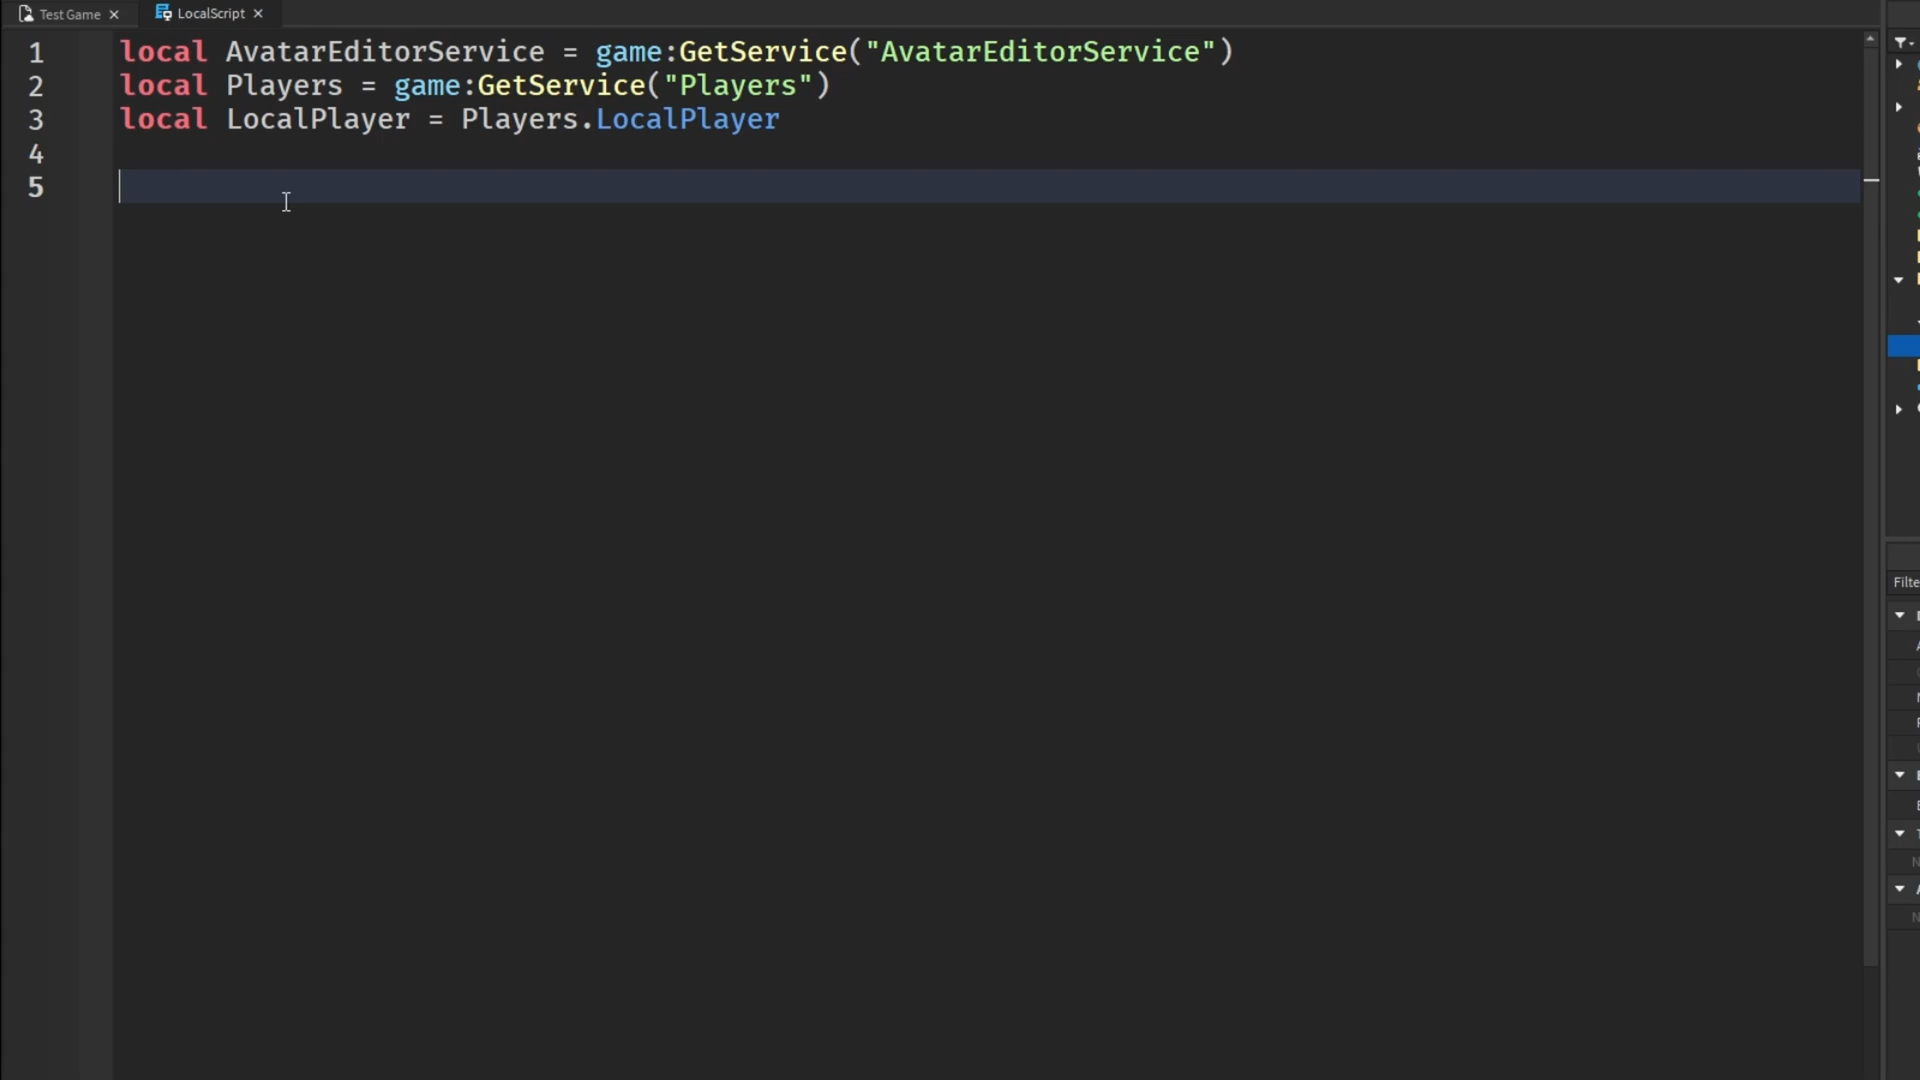 Test Game
LocalScript
1 local AvatarEditorService = game:GetService("AvatarEditorService")
2 local Players = game:GetService("Players")
3 local LocalPlayer = Players.LocalPlayer
4
5
Filte